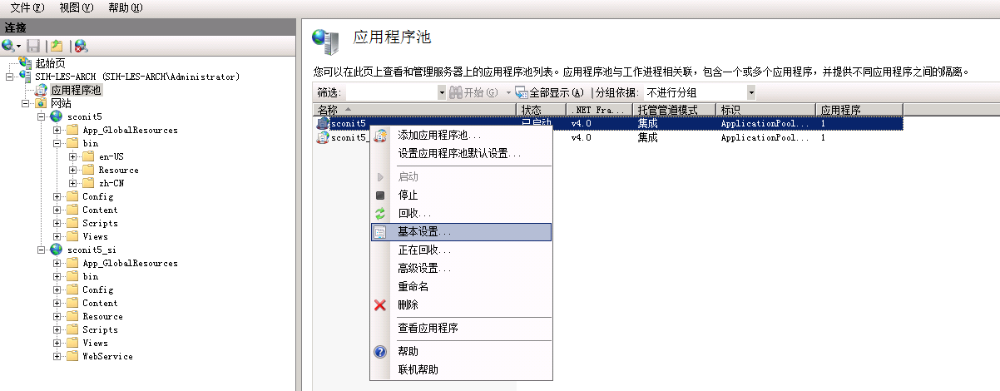 文件(F) 视图(V) 帮助(H)
连接
起始页
SIH-LES-ARCH (SIH-LES-ARCH\Administrator)
应用程序池
网站
sconit5
App_GlobalResources
bin
en-US
Resource
zh-CN
Config
Content
Scripts
Views
sconit5_si
App_GlobalResources
bin
Config
Content
Resource
Scripts
Views
WebService
应用程序池
您可以在此页上查看和管理服务器上的应用程序池列表。应用程序池与工作进程相关联，包含一个或多个应用程序，并提供不同应用程序之间的隔离。
筛选: 开始(G) 全部显示(A) 分组依据: 不进行分组
名称 状态 .NET Fra... 托管管道模式 标识 应用程序
sconit5 已启动 v4.0 集成 ApplicationPool... 1
sconit5_ v4.0 集成 ApplicationPool... 1
添加应用程序池...
设置应用程序池默认设置...
启动
停止
回收...
基本设置...
正在回收...
高级设置...
重命名
删除
查看应用程序
帮助
联机帮助